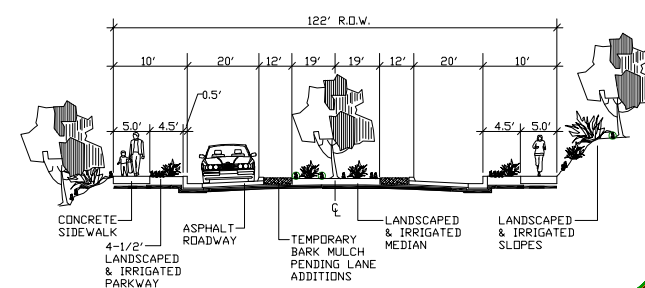 122' R.O.W.
10' 20' 12' 19' 19' 12' 20' 10'
0.5'
5.0' 4.5' 4.5' 5.0'
℄
CONCRETE
SIDEWALK
4-1/2'
LANDSCAPED
& IRRIGATED
PARKWAY
ASPHALT
ROADWAY
TEMPORARY
BARK MULCH
PENDING LANE
ADDITIONS
LANDSCAPED
& IRRIGATED
MEDIAN
LANDSCAPED
& IRRIGATED
SLOPES